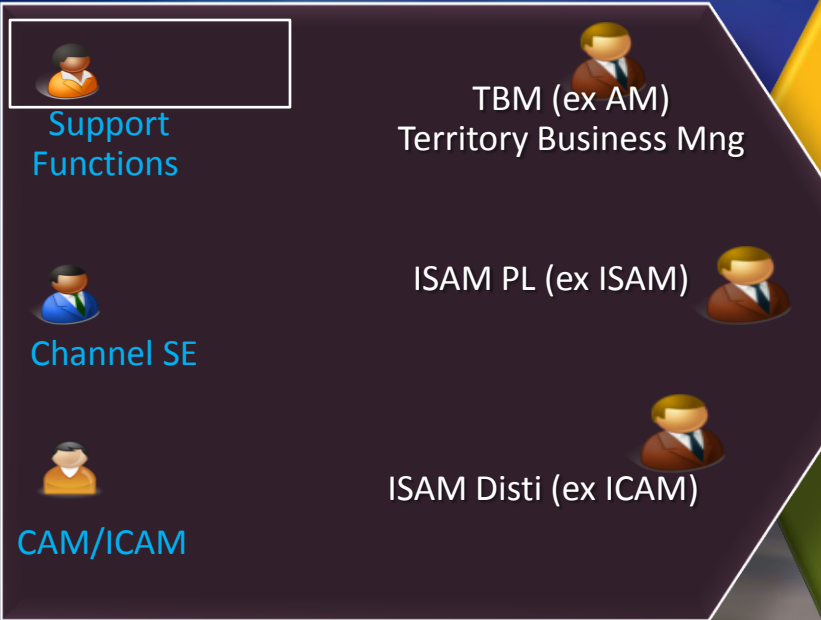 Support
Functions
TBM (ex AM)
Territory Business Mng
Channel SE
ISAM PL (ex ISAM)
CAM/ICAM
ISAM Disti (ex ICAM)